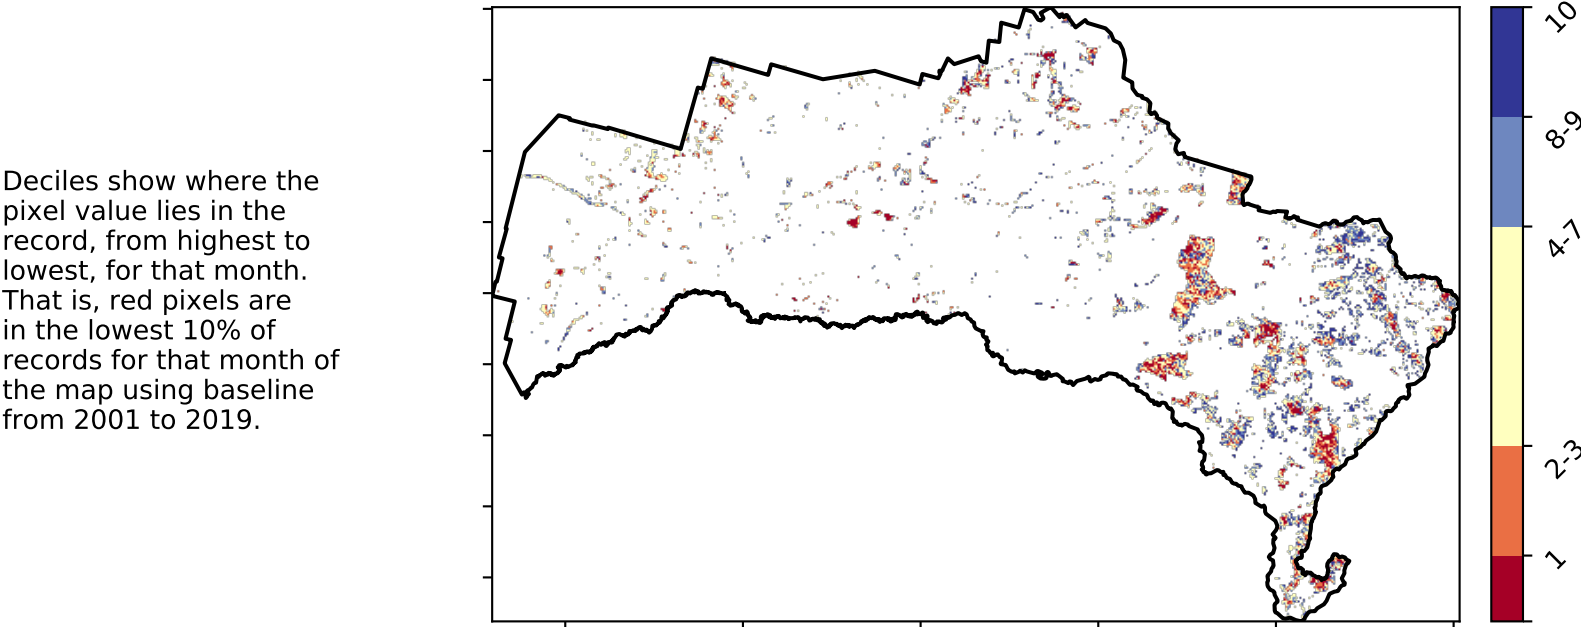 Deciles show where the
pixel value lies in the
record, from highest to
lowest, for that month.
That is, red pixels are
in the lowest 10% of
records for that month of
the map using baseline
from 2001 to 2019.
10
8-9
4-7
2-3
1